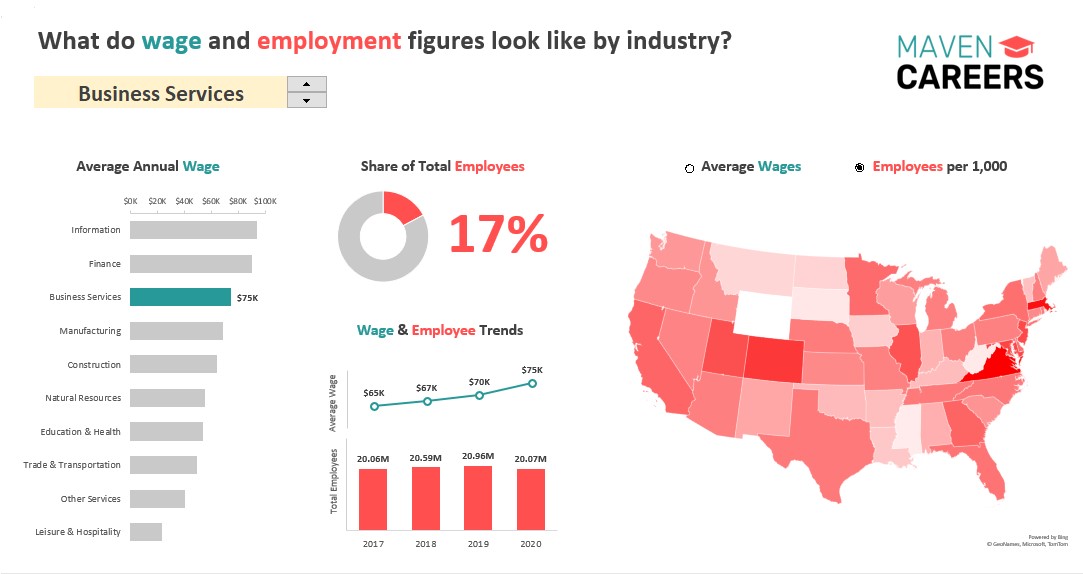 What do wage and employment figures look like by industry?
MAVEN
CAREERS
Business Services
Average Annual Wage
$0K $20K $40K $60K $80K $100K
Information
Finance
Business Services $75K
Manufacturing
Construction
Natural Resources
Education & Health
Trade & Transportation
Other Services
Leisure & Hospitality
Share of Total Employees
17%
Wage & Employee Trends
Average Wage
$65K $67K $70K $75K
Total Employees
20.06M 20.59M 20.96M 20.07M
2017 2018 2019 2020
Average Wages Employees per 1,000
Powered by Bing
© GeoNames, Microsoft, TomTom